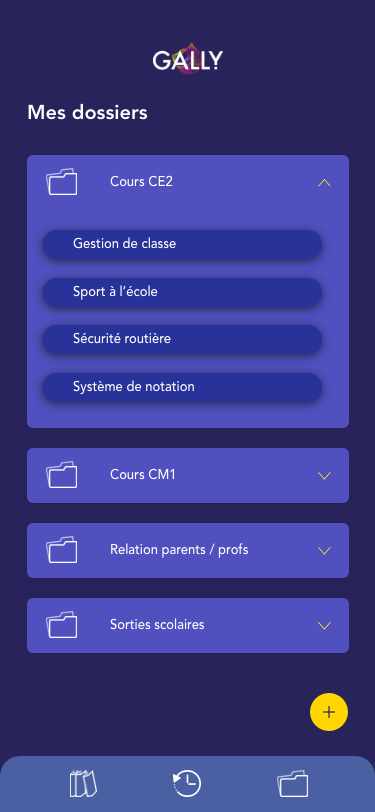 GALLY
Mes dossiers
Cours CE2
Gestion de classe
Sport à l'école
Sécurité routière
Système de notation
Cours CM1
Relation parents / profs
Sorties scolaires